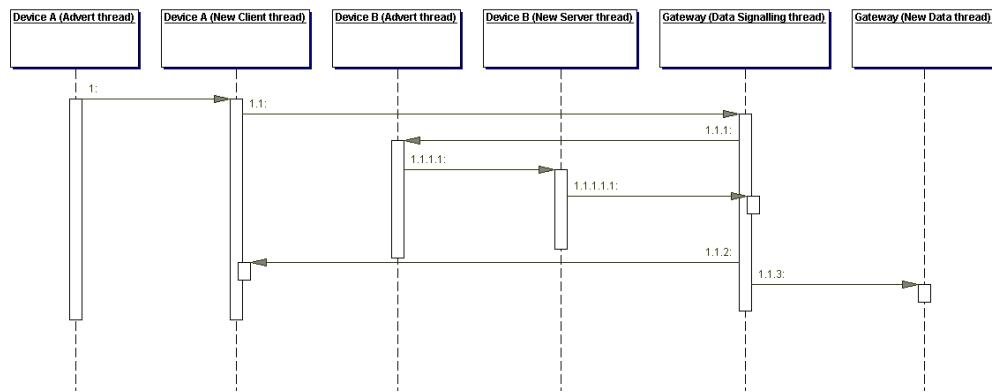 Device A (Advert thread)
Device A (New Client thread)
Device B (Advert thread)
Device B (New Server thread)
Gateway (Data Signalling thread)
Gateway (New Data thread)
1:
1.1:
1.1.1:
1.1.1.1:
1.1.1.1.1:
1.1.2:
1.1.3: